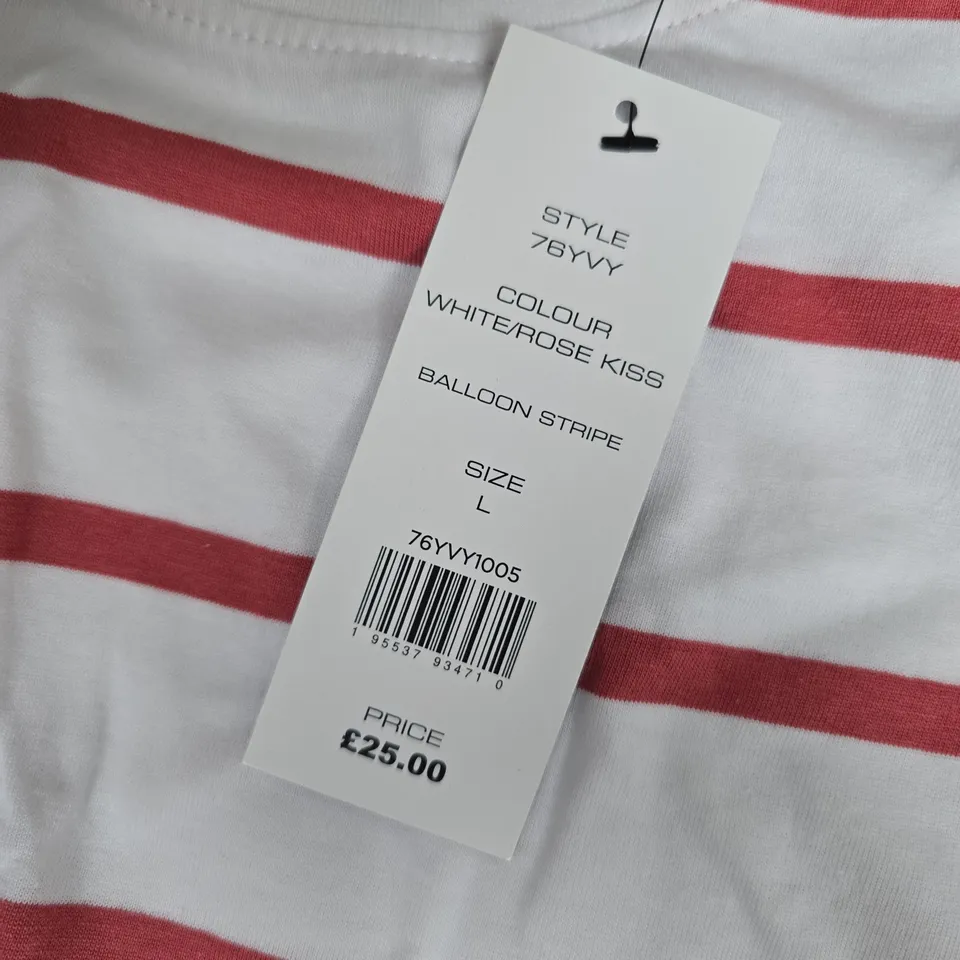 STYLE
76YVY
COLOUR
WHITE/ROSE KISS
BALLOON STRIPE
SIZE
L
76YVY1005
1 95537 93471 0
PRICE
£25.00